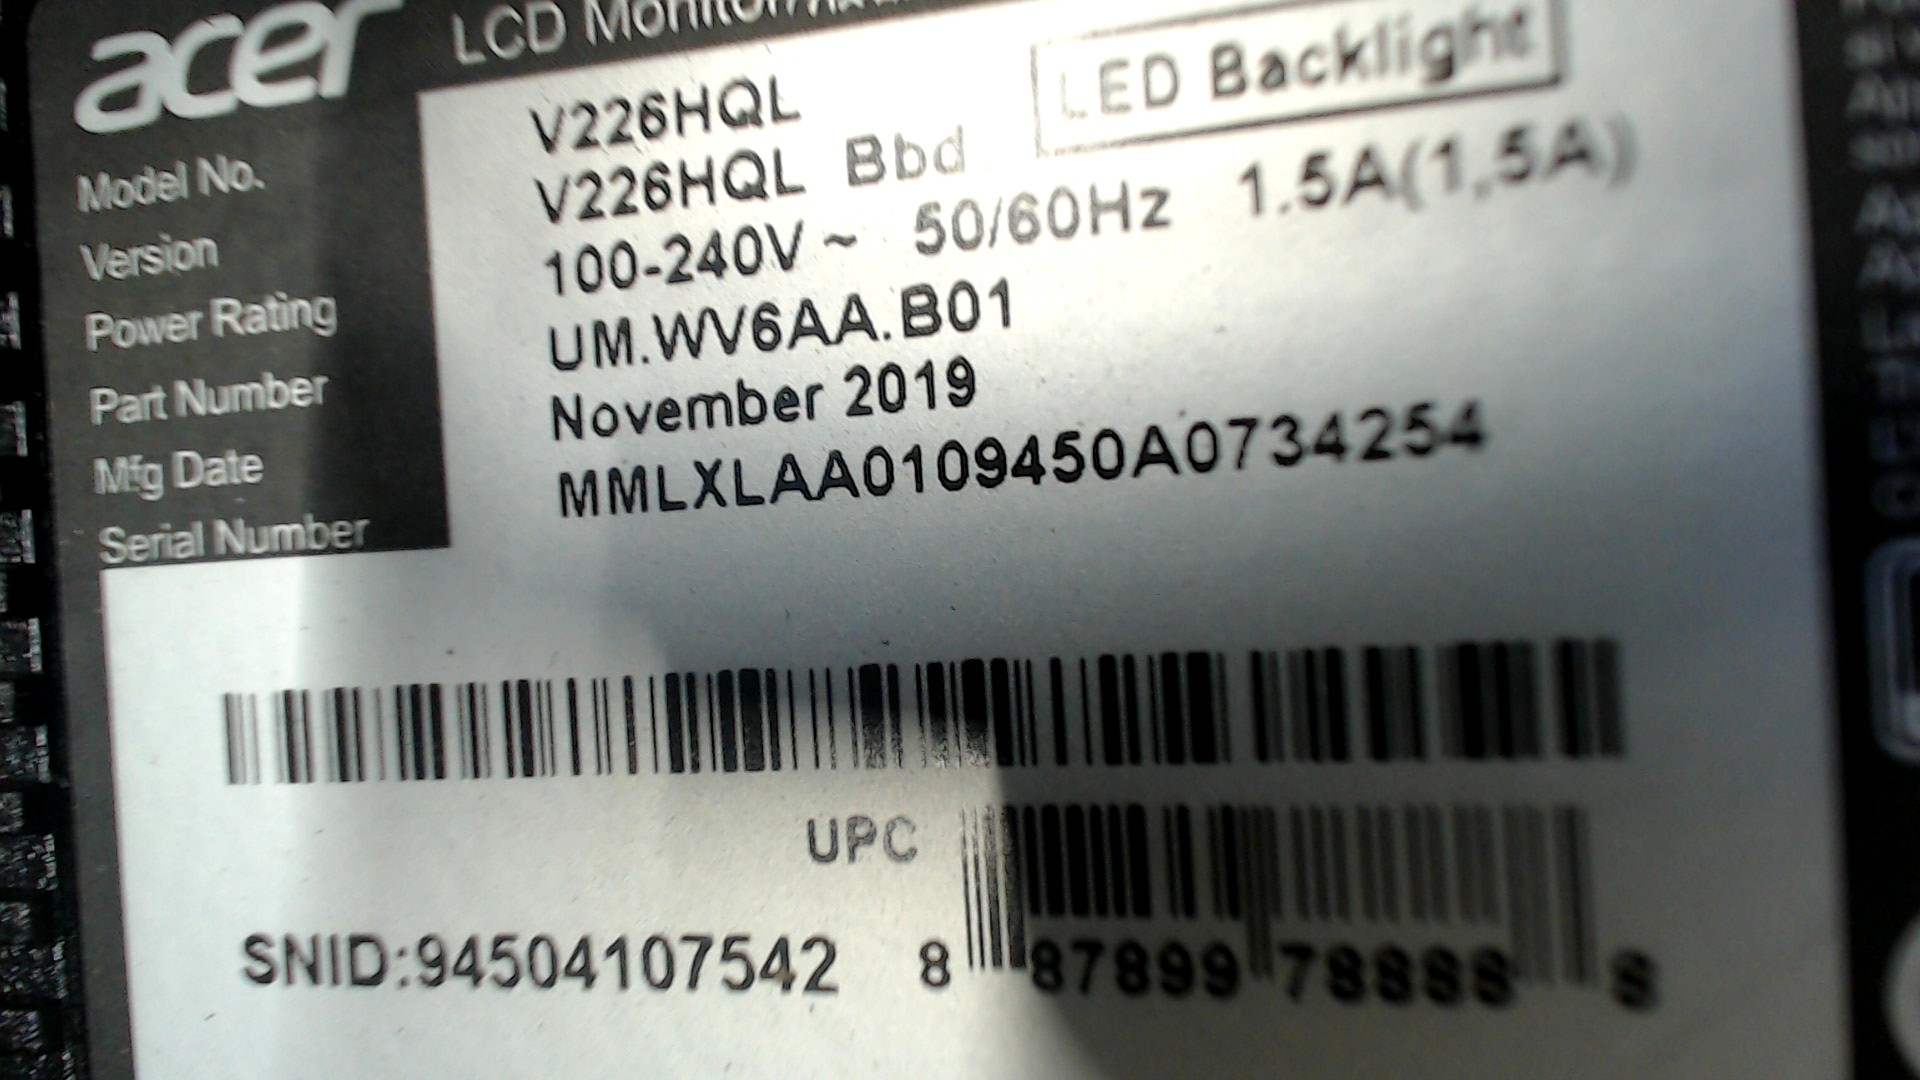 acer LCD Monitor
LED Backlight
Model No. V226HQL
Version V226HQL Bbd
Power Rating 100-240V~ 50/60Hz 1.5A(1,5A)
Part Number UM.WV6AA.B01
Mfg Date November 2019
Serial Number MMLXLAA0109450A0734254
UPC
SNID:94504107542
8 87899 78888 8